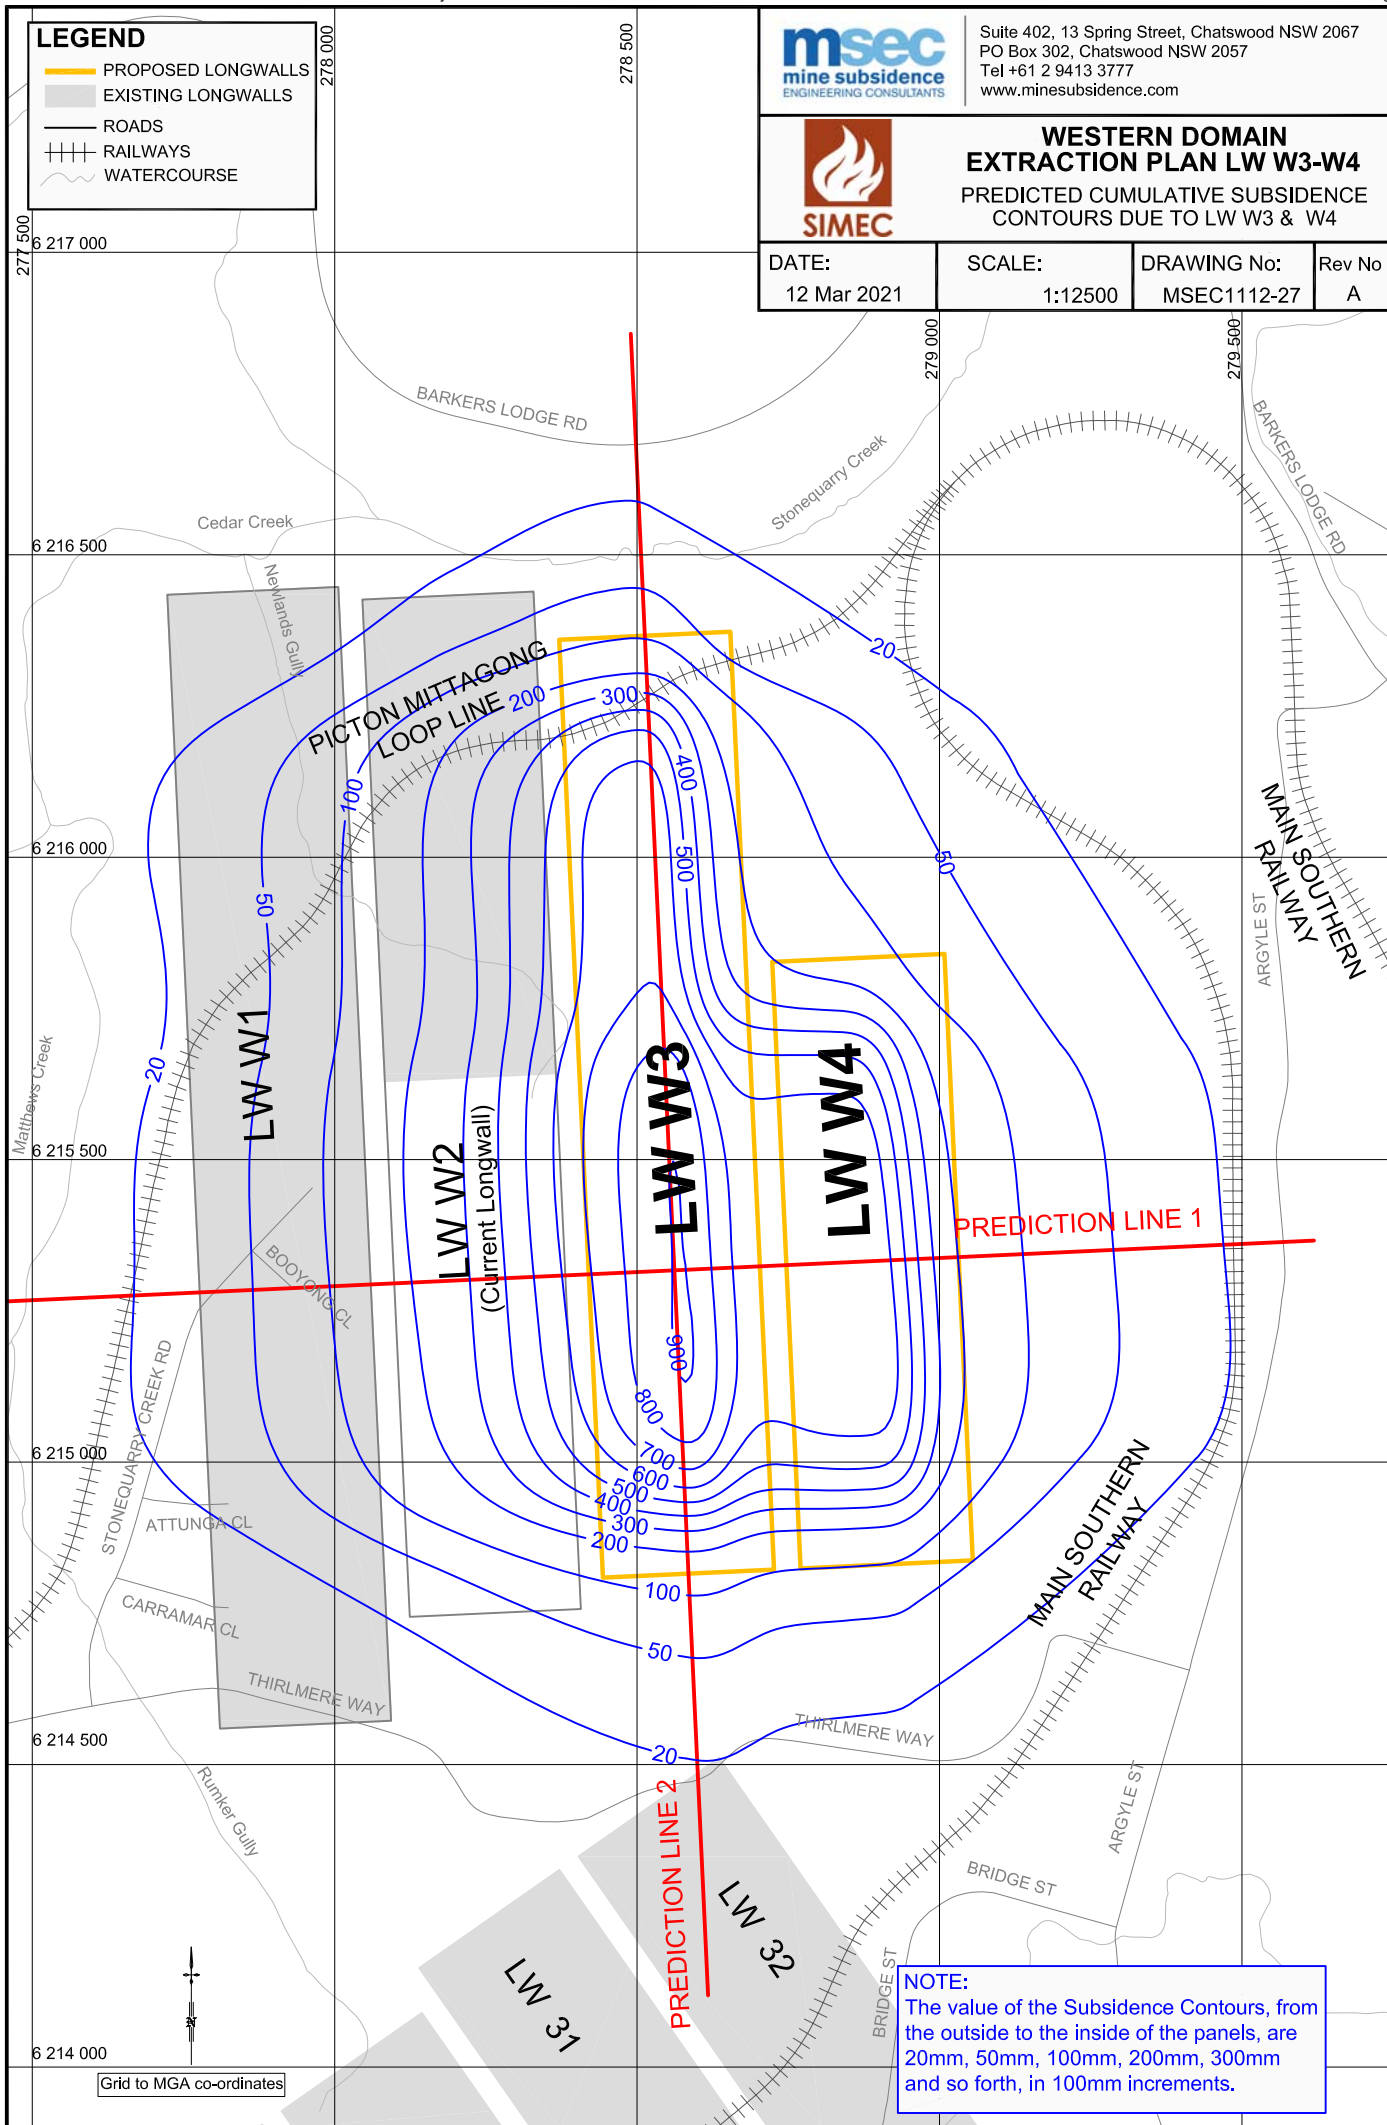 LEGEND
PROPOSED LONGWALLS
EXISTING LONGWALLS
ROADS
RAILWAYS
WATERCOURSE
278 000
278 500
msec
mine subsidence
ENGINEERING CONSULTANTS
Suite 402, 13 Spring Street, Chatswood NSW 2067
PO Box 302, Chatswood NSW 2057
Tel +61 2 9413 3777
www.minesubsidence.com
SIMEC
WESTERN DOMAIN
EXTRACTION PLAN LW W3-W4
PREDICTED CUMULATIVE SUBSIDENCE
CONTOURS DUE TO LW W3 & W4
DATE:
12 Mar 2021
SCALE:
1:12500
DRAWING No:
MSEC1112-27
Rev No
A
277 500
6 217 000
279 000
279 500
BARKERS LODGE RD
BARKERS LODGE RD
Stonequarry Creek
Cedar Creek
6 216 500
Newlands Gully
20
PICTON MITTAGONG
LOOP LINE
200
300
400
100
500
50
50
6 216 000
MAIN SOUTHERN
RAILWAY
ARGYLE ST
LW W1
LW W3
LW W4
Matthews Creek
20
6 215 500
LW W2
(Current Longwall)
PREDICTION LINE 1
BOOYONG CL
STONEQUARRY CREEK RD
900
800
700
600
500
400
300
200
100
50
20
6 215 000
ATTUNGA CL
CARRAMAR CL
MAIN SOUTHERN
RAILWAY
THIRLMERE WAY
THIRLMERE WAY
6 214 500
Rumker Gully
PREDICTION LINE 2
ARGYLE ST
BRIDGE ST
BRIDGE ST
LW 32
LW 31
N
6 214 000
Grid to MGA co-ordinates
NOTE:
The value of the Subsidence Contours, from
the outside to the inside of the panels, are
20mm, 50mm, 100mm, 200mm, 300mm
and so forth, in 100mm increments.